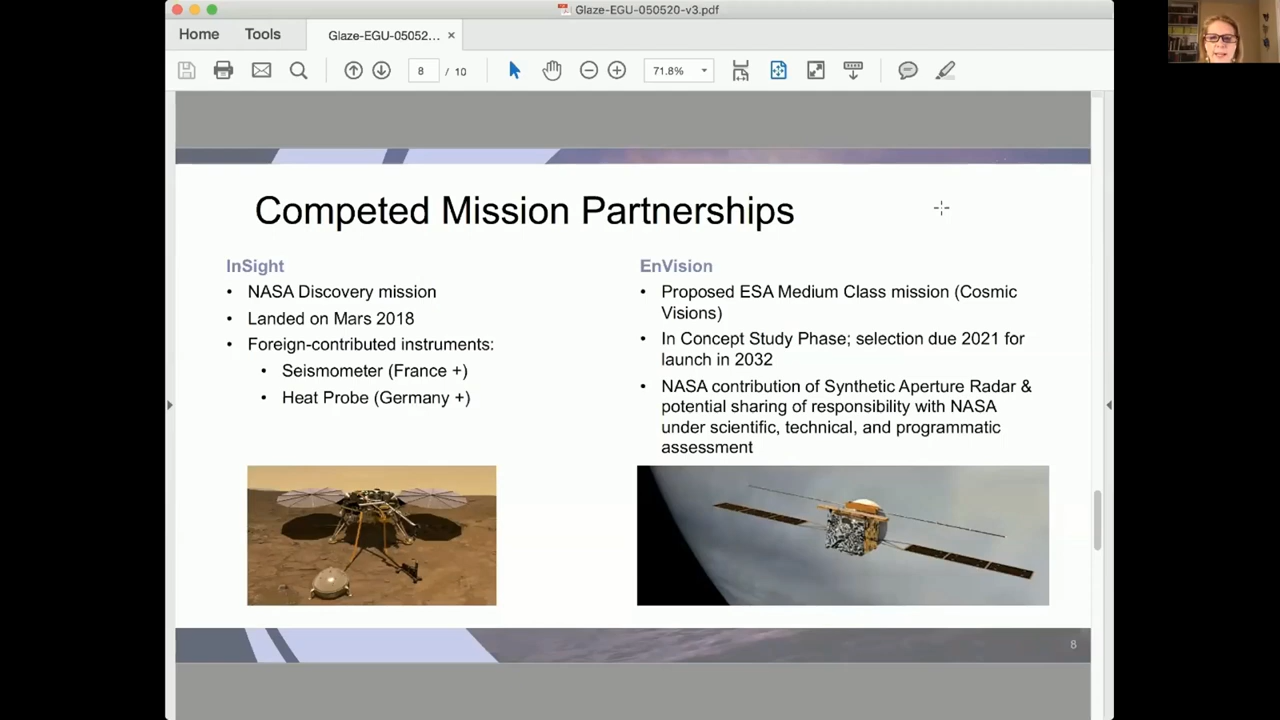 Glaze-EGU-050520-v3.pdf
Home
Tools
Glaze-EGU-05052...
8
/ 10
71.8%
Competed Mission Partnerships
InSight
• NASA Discovery mission
• Landed on Mars 2018
• Foreign-contributed instruments:
• Seismometer (France +)
• Heat Probe (Germany +)
EnVision
• Proposed ESA Medium Class mission (Cosmic
Visions)
• In Concept Study Phase; selection due 2021 for
launch in 2032
• NASA contribution of Synthetic Aperture Radar &
potential sharing of responsibility with NASA
under scientific, technical, and programmatic
assessment
8